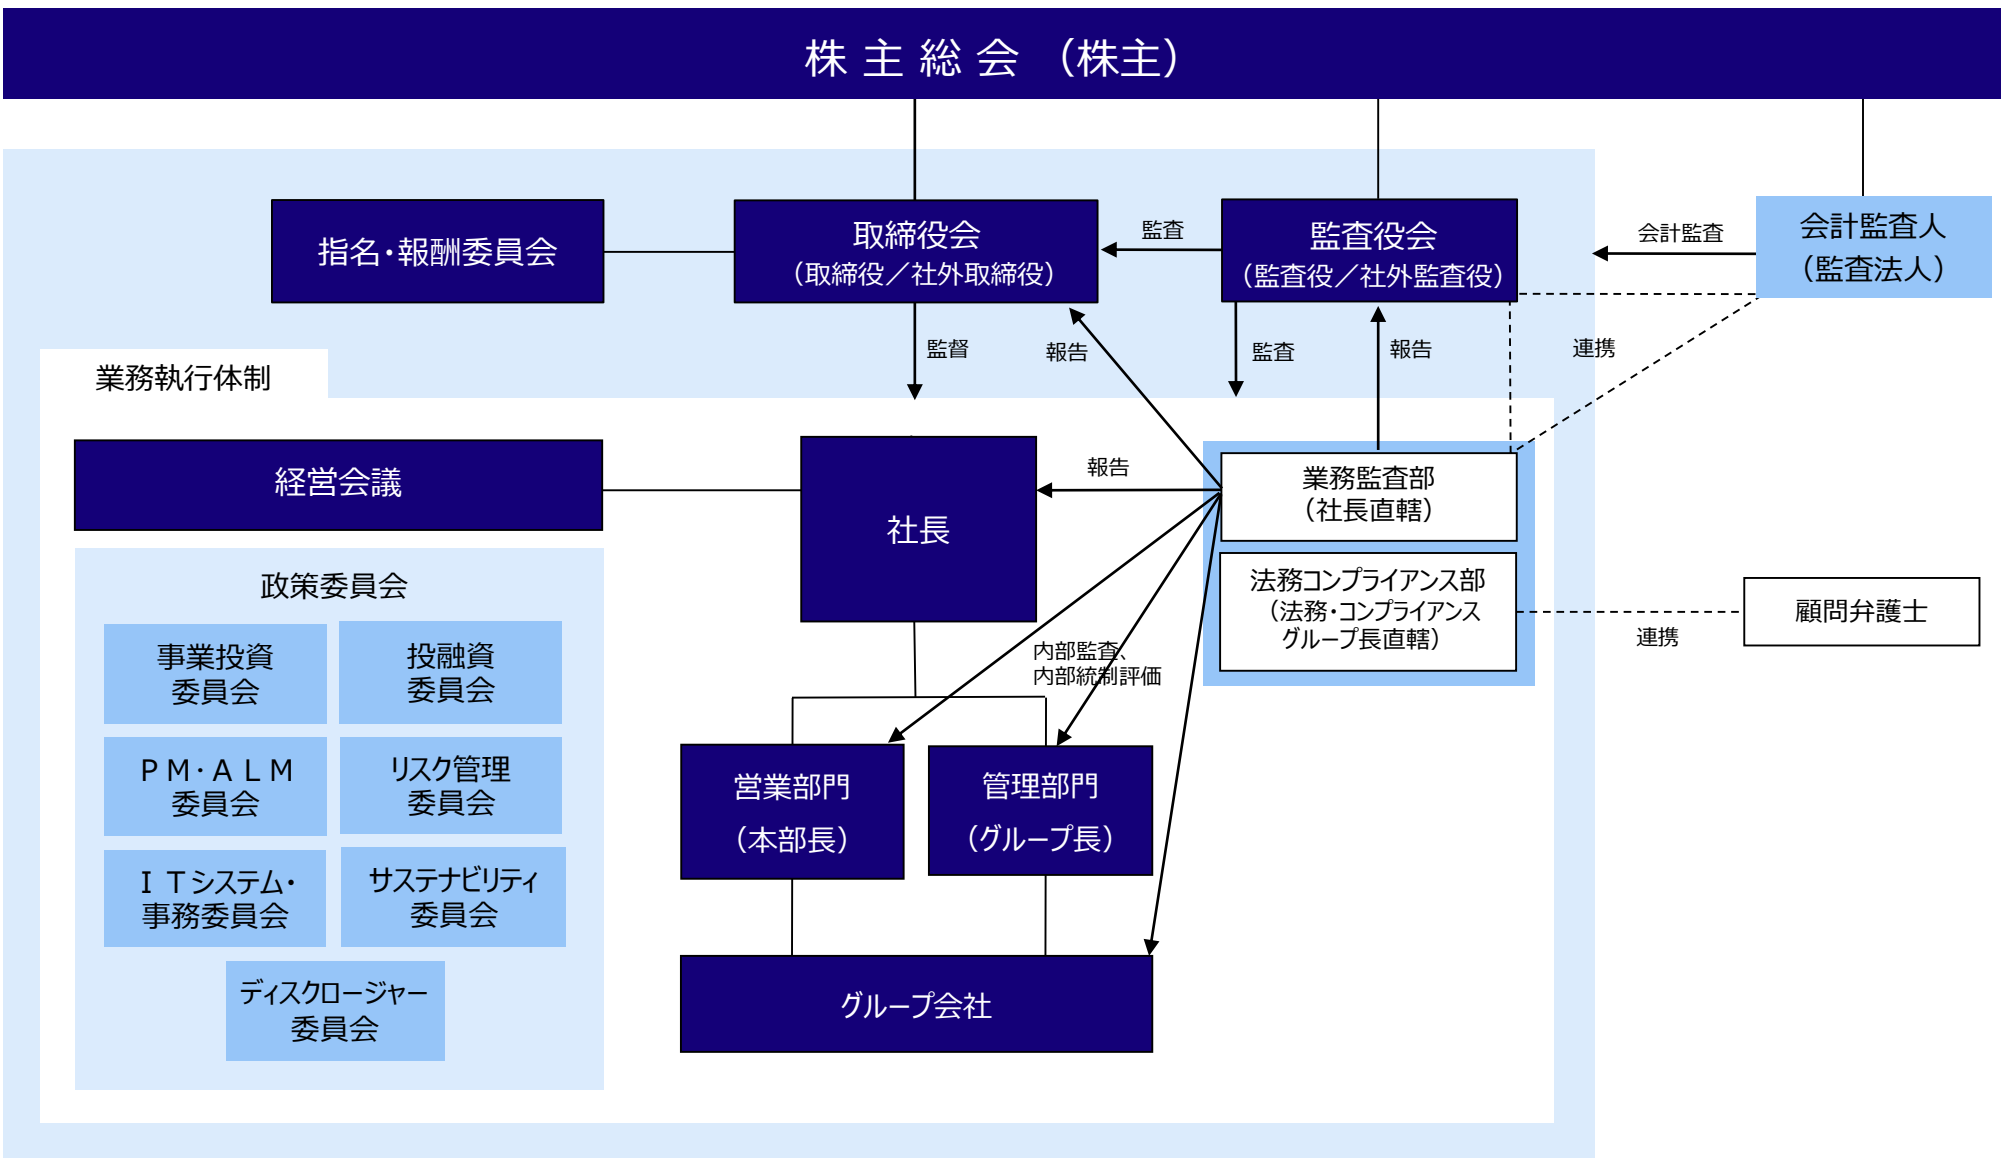 株 主 総 会 （株主）
指名・報酬委員会
取締役会
（取締役／社外取締役）
監査
監査役会
（監査役／社外監査役）
会計監査
会計監査人
（監査法人）
監督
報告
監査
報告
連携
業務執行体制
経営会議
社長
報告
業務監査部
（社長直轄）
法務コンプライアンス部
（法務・コンプライアンス
グループ長直轄）
連携
顧問弁護士
政策委員会
事業投資
委員会
投融資
委員会
ＰＭ・ＡＬＭ
委員会
リスク管理
委員会
ＩＴシステム・
事務委員会
サステナビリティ
委員会
ディスクロージャー
委員会
内部監査、
内部統制評価
営業部門
（本部長）
管理部門
（グループ長）
グループ会社